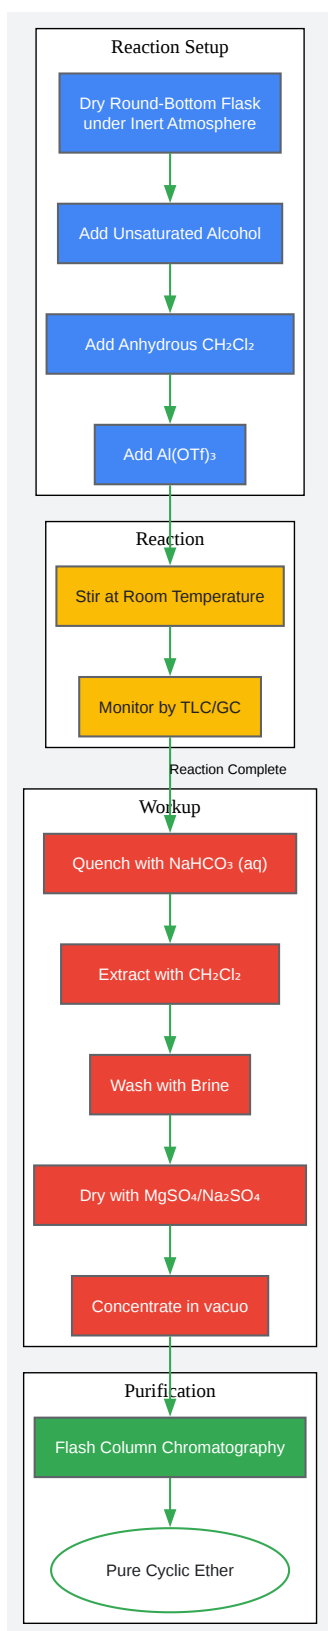 Reaction Setup
Dry Round-Bottom Flask
under Inert Atmosphere
Add Unsaturated Alcohol
Add Anhydrous CH₂Cl₂
Add Al(OTf)₃
Reaction
Stir at Room Temperature
Monitor by TLC/GC
Reaction Complete
Workup
Quench with NaHCO₃ (aq)
Extract with CH₂Cl₂
Wash with Brine
Dry with MgSO₄/Na₂SO₄
Concentrate in vacuo
Purification
Flash Column Chromatography
Pure Cyclic Ether